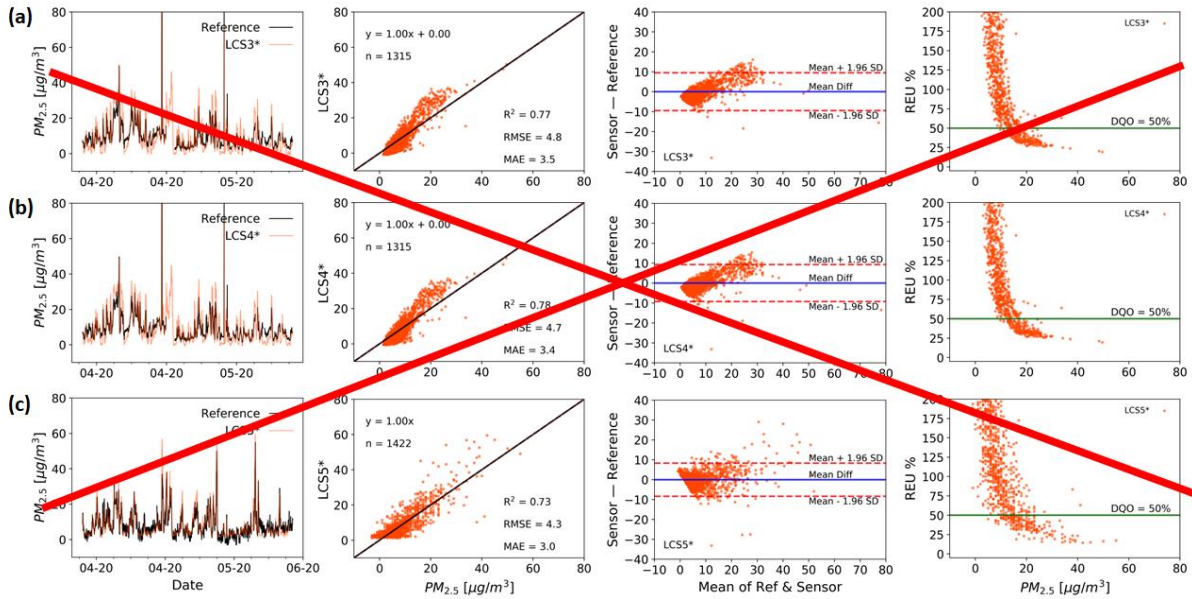 (a)
PM2.5 [µg/m³]
80
60
40
20
0
04-20 04-20 05-20
Reference
LCS3*
LCS3*
80
60
40
20
0
0 20 40 60 80
y = 1.00x + 0.00
n = 1315
R² = 0.77
RMSE = 4.8
MAE = 3.5
Sensor — Reference
40
30
20
10
0
−10
−20
−30
−40
−10 0 10 20 30 40 50 60 70 80
Mean + 1.96 SD
Mean Diff
Mean - 1.96 SD
LCS3*
REU %
200
175
150
125
100
75
50
25
0
0 20 40 60 80
LCS3*
DQO = 50%
(b)
PM2.5 [µg/m³]
80
60
40
20
0
04-20 04-20 05-20
Reference
LCS4*
LCS4*
80
60
40
20
0
0 20 40 60 80
y = 1.00x + 0.00
n = 1315
R² = 0.78
RMSE = 4.7
MAE = 3.4
Sensor — Reference
40
30
20
10
0
−10
−20
−30
−40
−10 0 10 20 30 40 50 60 70 80
Mean + 1.96 SD
Mean Diff
Mean - 1.96 SD
LCS4*
REU %
200
175
150
125
100
75
50
25
0
0 20 40 60 80
LCS4*
DQO = 50%
(c)
PM2.5 [µg/m³]
80
60
40
20
0
04-20 04-20 05-20 06-20
Date
Reference
LCS5*
80
60
40
20
0
0 20 40 60 80
PM2.5 [µg/m³]
y = 1.00x
n = 1422
R² = 0.73
RMSE = 4.3
MAE = 3.0
Sensor — Reference
40
30
20
10
0
−10
−20
−30
−40
−10 0 10 20 30 40 50 60 70 80
Mean of Ref & Sensor
Mean + 1.96 SD
Mean Diff
Mean - 1.96 SD
LCS5*
REU %
200
175
150
125
100
75
50
25
0
0 20 40 60 80
PM2.5 [µg/m³]
LCS5*
DQO = 50%